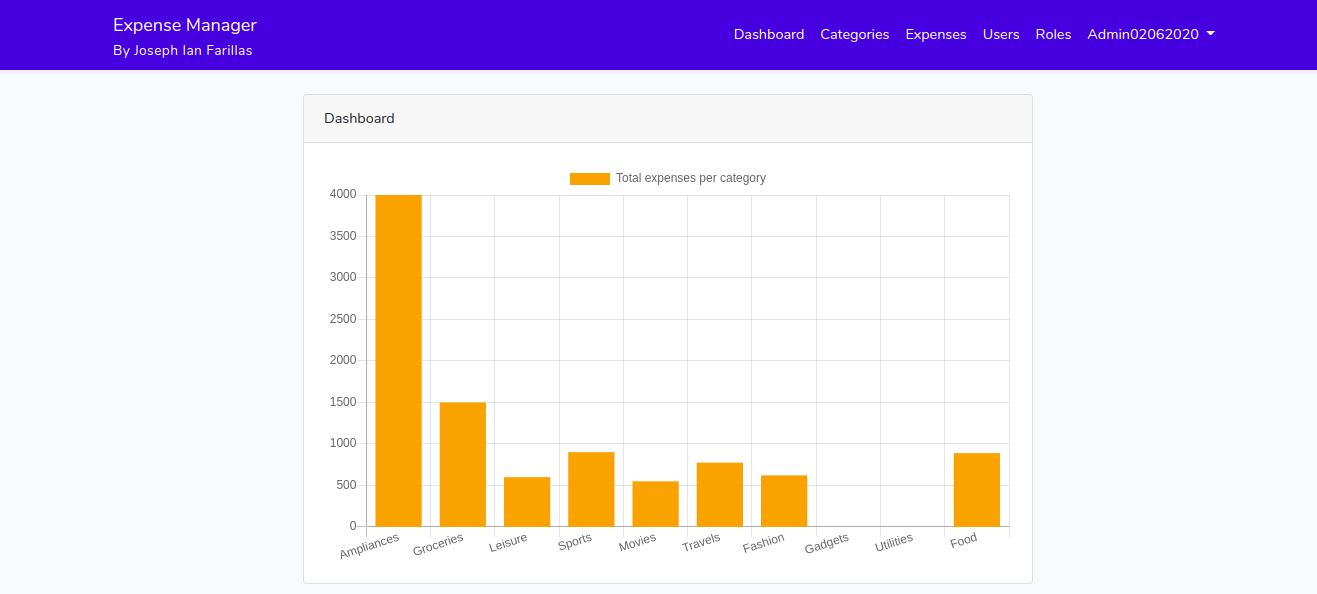 Expense Manager
By Joseph Ian Farillas
Dashboard Categories Expenses Users Roles Admin02062020
Dashboard
Total expenses per category
4000
3500
3000
2500
2000
1500
1000
500
0
Ampliances Groceries Leisure Sports Movies Travels Fashion Gadgets Utilities Food